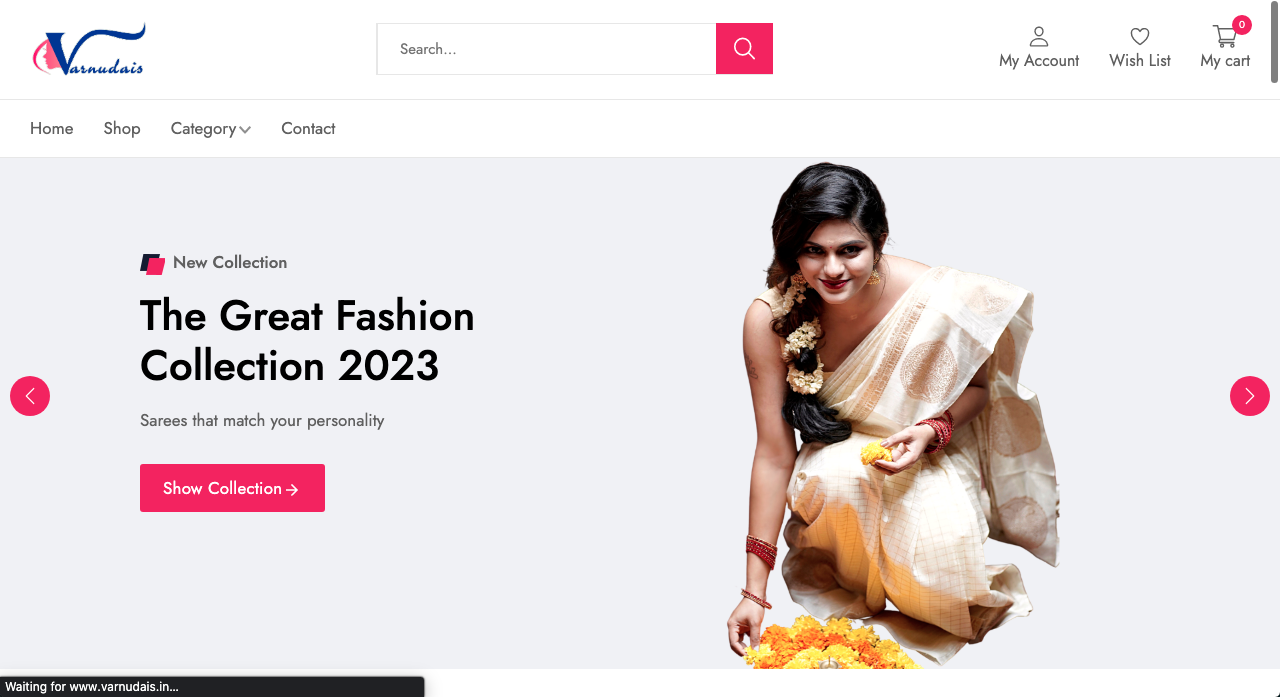 Varnudais
Search...
My Account
Wish List
0
My cart
Home
Shop
Category
Contact
New Collection
The Great Fashion
Collection 2023
Sarees that match your personality
Show Collection
Waiting for www.varnudais.in...